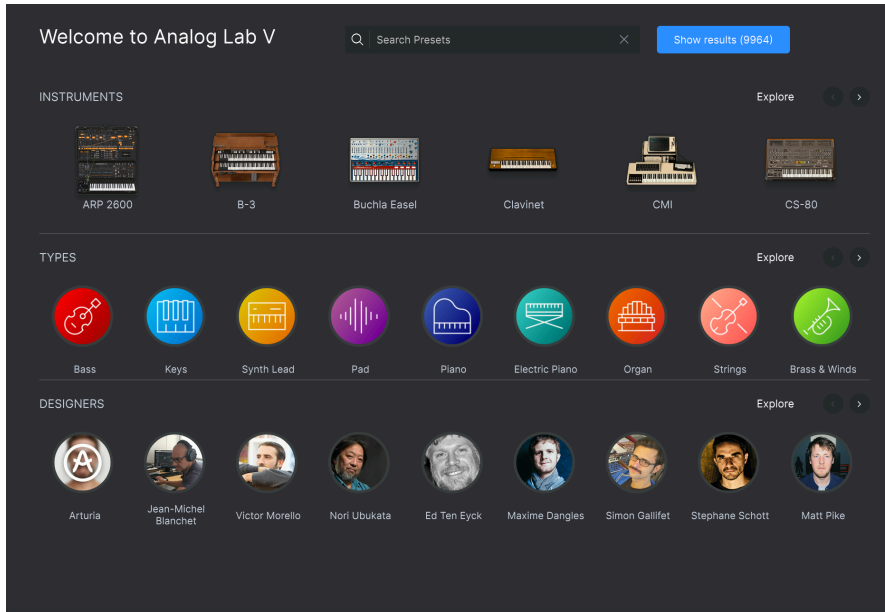 Welcome to Analog Lab V
Search Presets
Show results (9964)
INSTRUMENTS
Explore
ARP 2600
B-3
Buchla Easel
Clavinet
CMI
CS-80
TYPES
Explore
Bass
Keys
Synth Lead
Pad
Piano
Electric Piano
Organ
Strings
Brass & Winds
DESIGNERS
Explore
Arturia
Jean-Michel
Blanchet
Victor Morello
Nori Ubukata
Ed Ten Eyck
Maxime Dangles
Simon Gallifet
Stephane Schott
Matt Pike